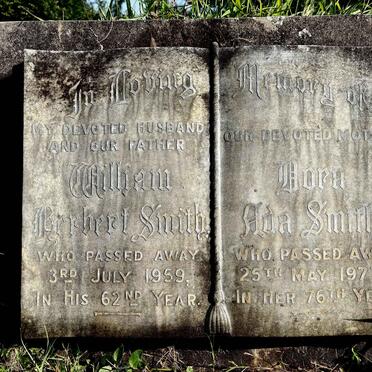 In Loving
MY DEVOTED HUSBAND
AND OUR FATHER
William
Herbert Smith
WHO PASSED AWAY
3RD JULY 1959,
IN HIS 62ND YEAR.
Memory of
OUR DEVOTED MOT
Dora
Ada Smit
WHO PASSED AW
25TH MAY 197
IN HER 76TH YE